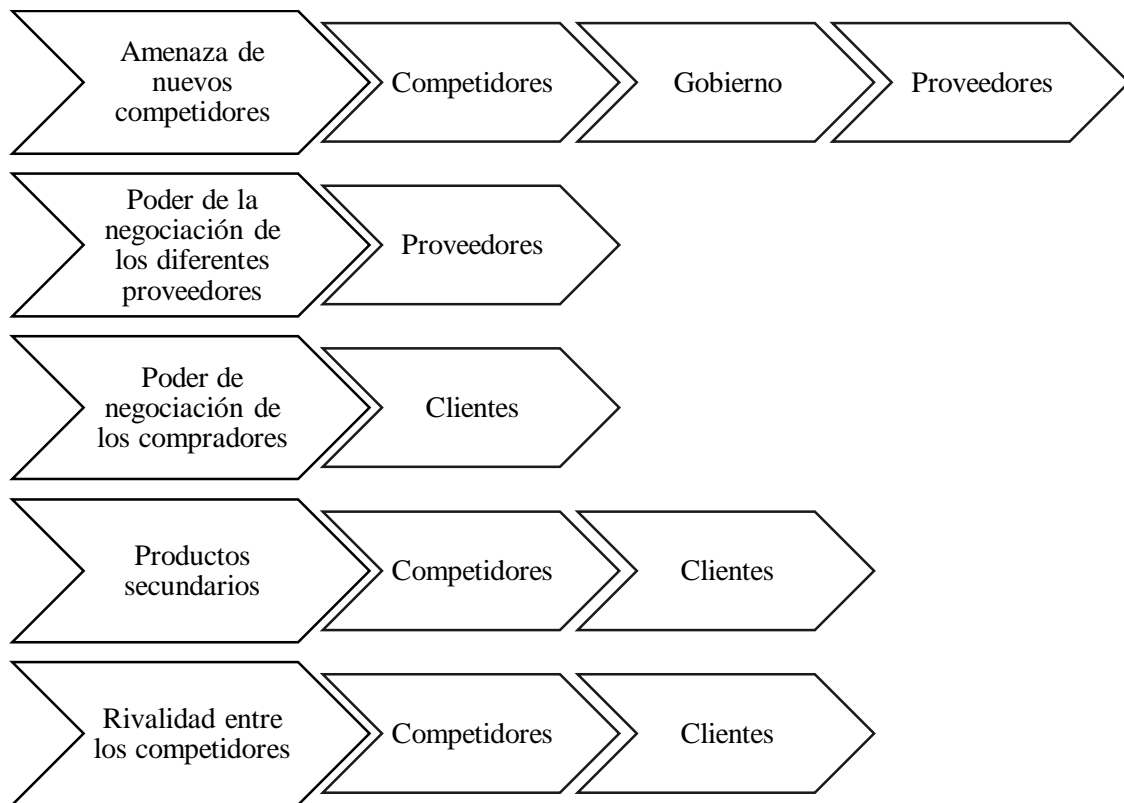 Amenaza de
nuevos
competidores
Competidores
Gobierno
Proveedores
Poder de la
negociación de
los diferentes
proveedores
Proveedores
Poder de
negociación de
los compradores
Clientes
Productos
secundarios
Competidores
Clientes
Rivalidad entre
los competidores
Competidores
Clientes